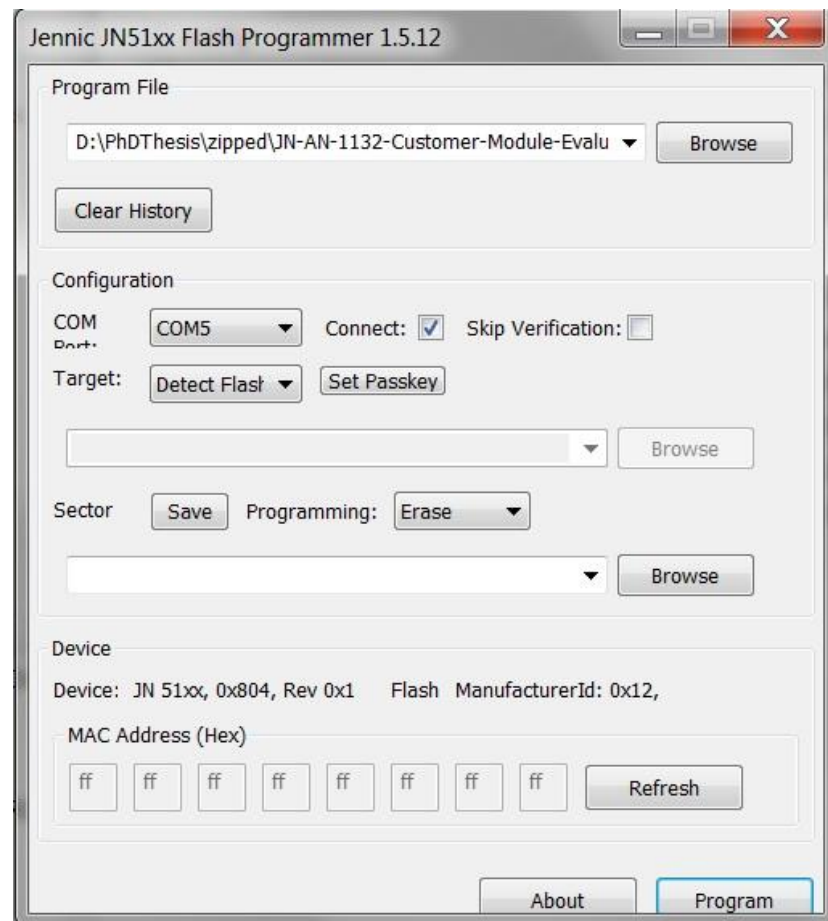 Jennic JN51xx Flash Programmer 1.5.12
Program File
D:\PhDThesis\zipped\JN-AN-1132-Customer-Module-Evalu
Browse
Clear History
Configuration
COM Port:
COM5
Connect:
Skip Verification:
Target:
Detect Flash
Set Passkey
Browse
Sector
Save
Programming:
Erase
Browse
Device
Device: JN 51xx, 0x804, Rev 0x1 Flash ManufacturerId: 0x12,
MAC Address (Hex)
ff ff ff ff ff ff ff ff
Refresh
About
Program